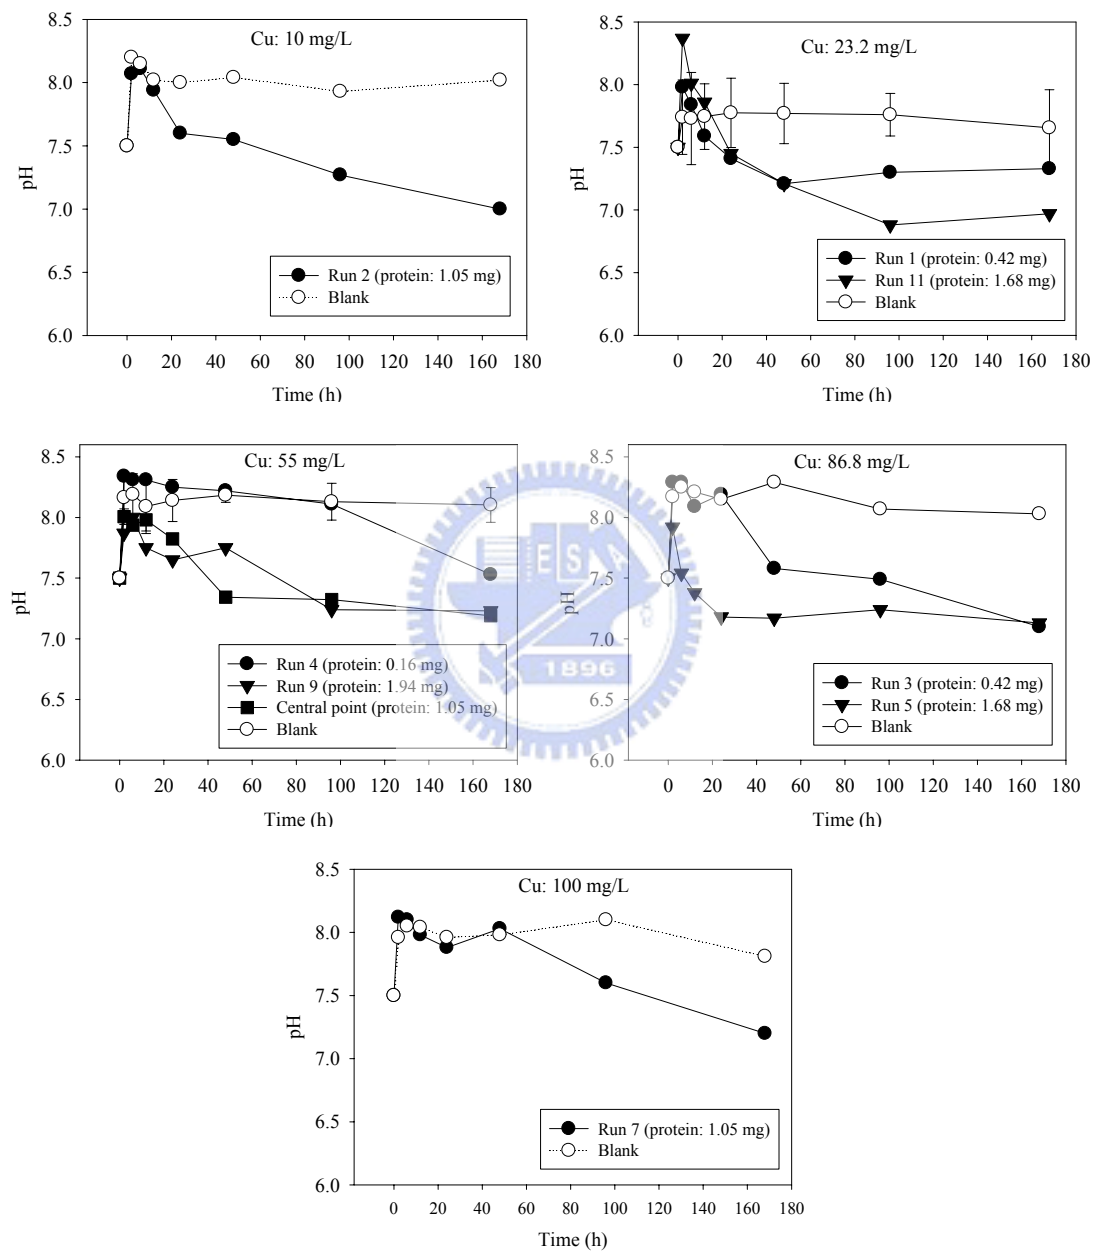 Cu: 10 mg/L
8.5
8.0
7.5
7.0
6.5
6.0
pH
Run 2 (protein: 1.05 mg)
Blank
0 20 40 60 80 100 120 140 160 180
Time (h)
Cu: 23.2 mg/L
8.5
8.0
7.5
7.0
6.5
6.0
pH
Run 1 (protein: 0.42 mg)
Run 11 (protein: 1.68 mg)
Blank
0 20 40 60 80 100 120 140 160 180
Time (h)
Cu: 55 mg/L
8.5
8.0
7.5
7.0
6.5
6.0
pH
Run 4 (protein: 0.16 mg)
Run 9 (protein: 1.94 mg)
Central point (protein: 1.05 mg)
Blank
0 20 40 60 80 100 120 140 160 180
Time (h)
Cu: 86.8 mg/L
8.5
8.0
7.5
7.0
6.5
6.0
pH
Run 3 (protein: 0.42 mg)
Run 5 (protein: 1.68 mg)
Blank
0 20 40 60 80 100 120 140 160 180
Time (h)
ESA
1896
Cu: 100 mg/L
8.5
8.0
7.5
7.0
6.5
6.0
pH
Run 7 (protein: 1.05 mg)
Blank
0 20 40 60 80 100 120 140 160 180
Time (h)